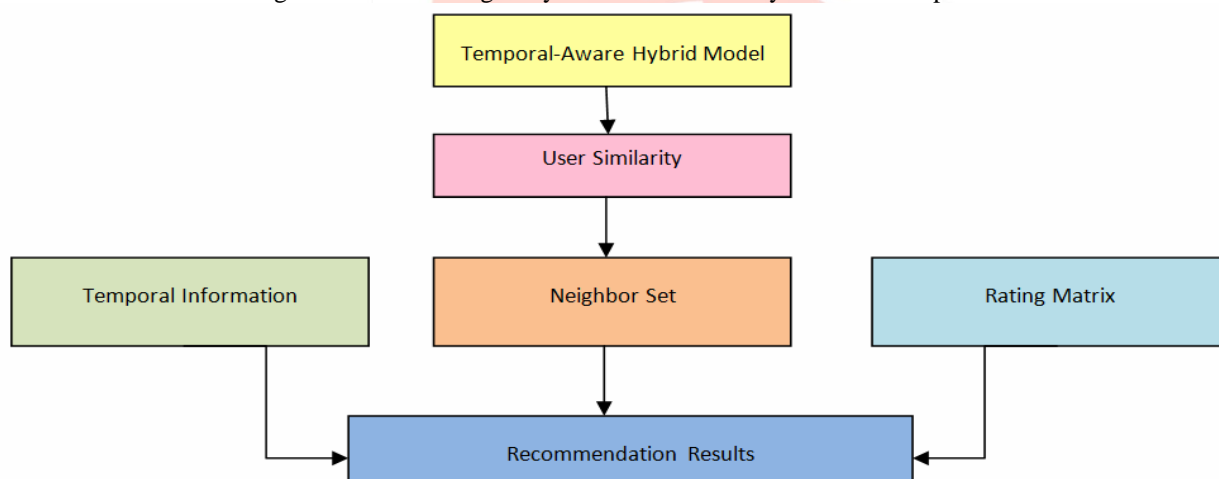 Temporal-Aware Hybrid Model
User Similarity
Temporal Information
Neighbor Set
Rating Matrix
Recommendation Results